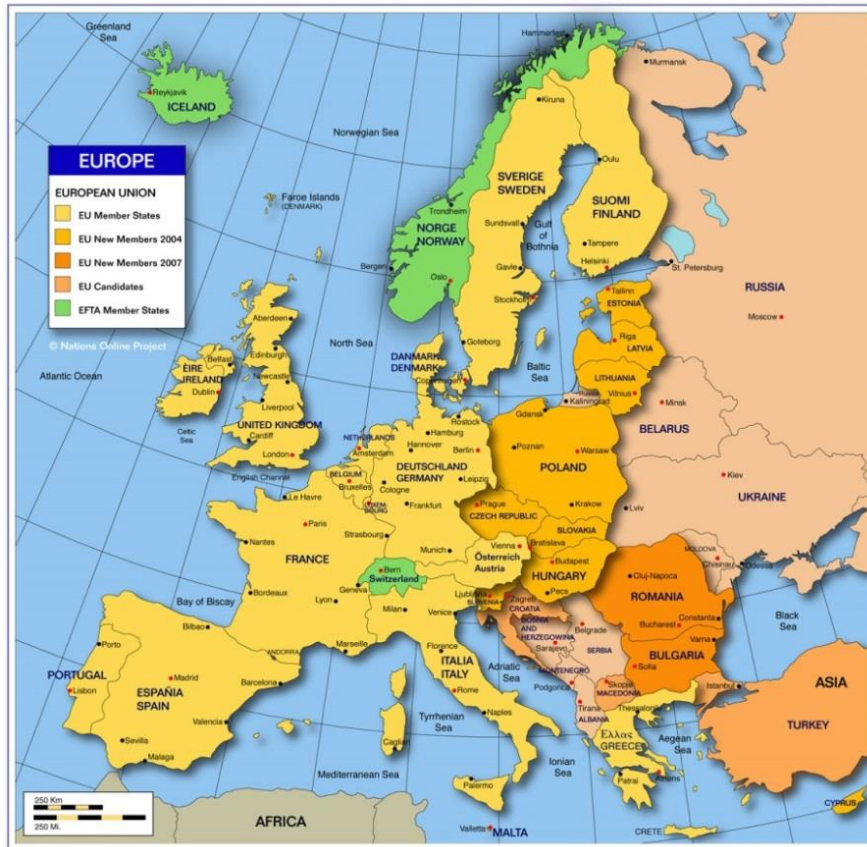 Greenland
Sea
Hammerfest
Murmansk
Reykjavik
ICELAND
Kiruna
Norwegian Sea
EUROPE
EUROPEAN UNION
EU Member States
EU New Members 2004
EU New Members 2007
EU Candidates
EFTA Member States
© Nations Online Project
Faroe Islands
(DENMARK)
Oulu
SVERIGE
SWEDEN
SUOMI
FINLAND
Trondheim
NORGE
NORWAY
Sundsvall
Gulf
of
Bothnia
Tampere
Helsinki
Bergen
Oslo
Gavle
Stockholm
St. Petersburg
Tallinn
ESTONIA
RUSSIA
Moscow
Aberdeen
North Sea
Goteborg
Riga
LATVIA
Atlantic Ocean
Edinburgh
Belfast
ÉIRE
IRELAND
Dublin
Newcastle
Liverpool
DANMARK
DENMARK
Copenhagen
Baltic
Sea
LITHUANIA
Vilnius
Russia
Kaliningrad
Minsk
BELARUS
Celtic
Sea
UNITED KINGDOM
Cardiff
London
English Channel
NETHERLANDS
Amsterdam
Rostock
Hamburg
Hannover
Berlin
Gdansk
Poznan
Warsaw
POLAND
BELGIUM
Bruxelles
LUXEM-
BOURG
DEUTSCHLAND
GERMANY
Cologne
Leipzig
Frankfurt
Prague
CZECH REPUBLIC
Krakow
Lviv
Kiev
UKRAINE
Le Havre
Paris
Strasbourg
Nantes
FRANCE
Munich
Vienna
Österreich
Austria
SLOVAKIA
Bratislava
Budapest
HUNGARY
MOLDOVA
Chisinau
Odessa
Bern
Switzerland
Geneva
Lyon
Bordeaux
Bay of Biscay
Milan
Venice
Ljubljana
SLOVENIA
Zagreb
CROATIA
Pecs
Cluj-Napoca
ROMANIA
Bucharest
Constanta
Black
Sea
Bilbao
Porto
ANDORRA
Marseille
Florence
BOSNIA
AND
HERZEGOWINA
Sarajevo
Belgrade
SERBIA
Varna
BULGARIA
Sofia
PORTUGAL
Lisbon
Madrid
ESPAÑA
SPAIN
Barcelona
Valencia
ITALIA
ITALY
Rome
Adriatic
Sea
MONTENEGRO
Podgorica
Skopje
MACEDONIA
Tirana
ALBANIA
Istanbul
ASIA
TURKEY
Sevilla
Malaga
Cagliari
Tyrrhenian
Sea
Naples
Thessaloniki
Ελλας
GREECE
Aegean
Sea
Mediterranean Sea
Palermo
Ionian
Sea
Patrai
Athens
CYPRUS
250 Km
250 Mi.
AFRICA
Valletta
MALTA
CRETE